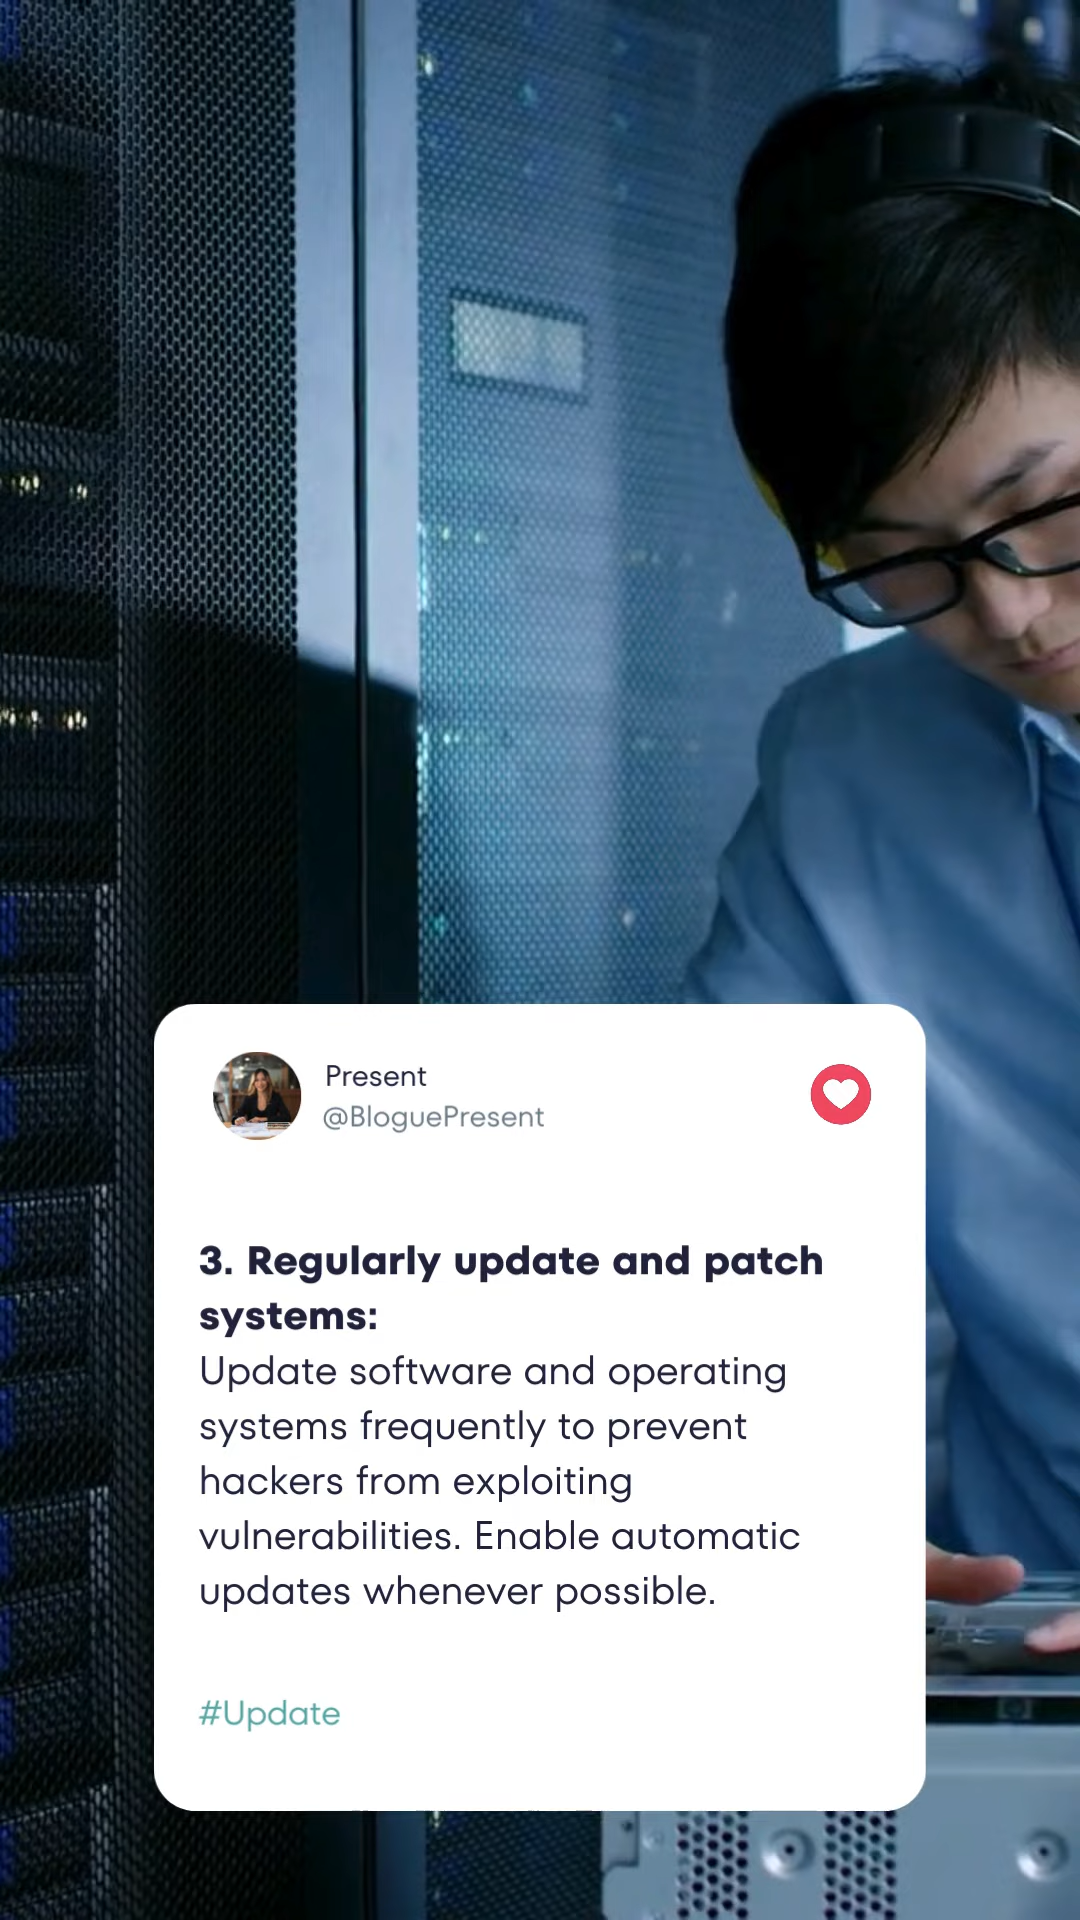 Present
@BloguePresent
3. Regularly update and patch
systems:
Update software and operating
systems frequently to prevent
hackers from exploiting
vulnerabilities. Enable automatic
updates whenever possible.
#Update